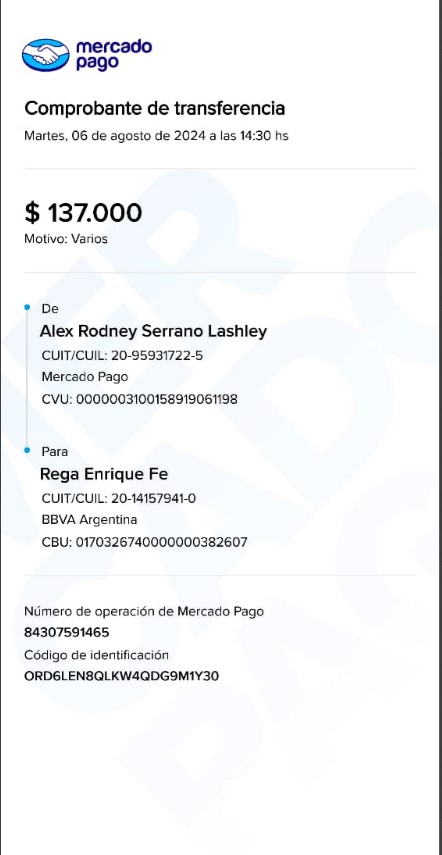 mercado
pago
Comprobante de transferencia
Martes, 06 de agosto de 2024 a las 14:30 hs
$ 137.000
Motivo: Varios
De
Alex Rodney Serrano Lashley
CUIT/CUIL: 20-95931722-5
Mercado Pago
CVU: 0000003100158919061198
Para
Rega Enrique Fe
CUIT/CUIL: 20-14157941-0
BBVA Argentina
CBU: 0170326740000000382607
Número de operación de Mercado Pago
84307591465
Código de identificación
ORD6LEN8QLKW4QDG9M1Y30
MERCADO PAGO